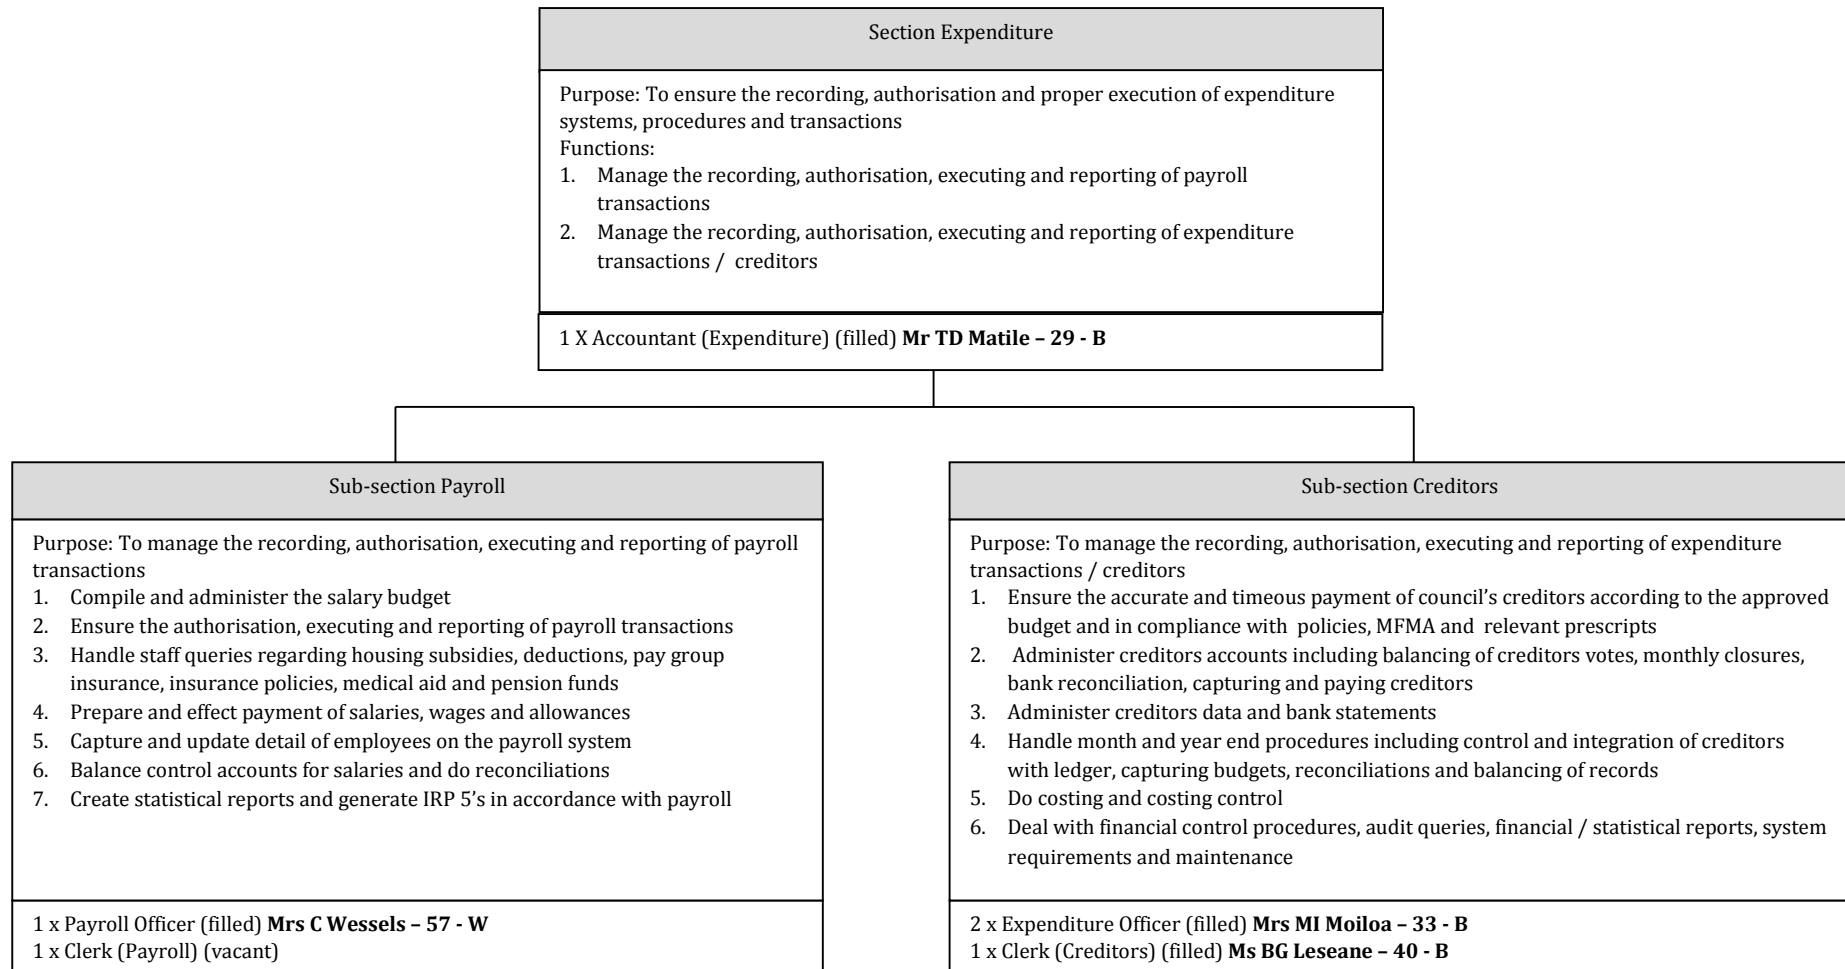 Section Expenditure
Purpose: To ensure the recording, authorisation and proper execution of expenditure
systems, procedures and transactions
Functions:
1. Manage the recording, authorisation, executing and reporting of payroll
transactions
2. Manage the recording, authorisation, executing and reporting of expenditure
transactions / creditors
1 X Accountant (Expenditure) (filled) Mr TD Matile – 29 - B
Sub-section Payroll
Purpose: To manage the recording, authorisation, executing and reporting of payroll
transactions
1. Compile and administer the salary budget
2. Ensure the authorisation, executing and reporting of payroll transactions
3. Handle staff queries regarding housing subsidies, deductions, pay group
insurance, insurance policies, medical aid and pension funds
4. Prepare and effect payment of salaries, wages and allowances
5. Capture and update detail of employees on the payroll system
6. Balance control accounts for salaries and do reconciliations
7. Create statistical reports and generate IRP 5’s in accordance with payroll
1 x Payroll Officer (filled) Mrs C Wessels – 57 - W
1 x Clerk (Payroll) (vacant)
Sub-section Creditors
Purpose: To manage the recording, authorisation, executing and reporting of expenditure
transactions / creditors
1. Ensure the accurate and timeous payment of council’s creditors according to the approved
budget and in compliance with policies, MFMA and relevant prescripts
2. Administer creditors accounts including balancing of creditors votes, monthly closures,
bank reconciliation, capturing and paying creditors
3. Administer creditors data and bank statements
4. Handle month and year end procedures including control and integration of creditors
with ledger, capturing budgets, reconciliations and balancing of records
5. Do costing and costing control
6. Deal with financial control procedures, audit queries, financial / statistical reports, system
requirements and maintenance
2 x Expenditure Officer (filled) Mrs MI Moiloa – 33 - B
1 x Clerk (Creditors) (filled) Ms BG Leseane – 40 - B